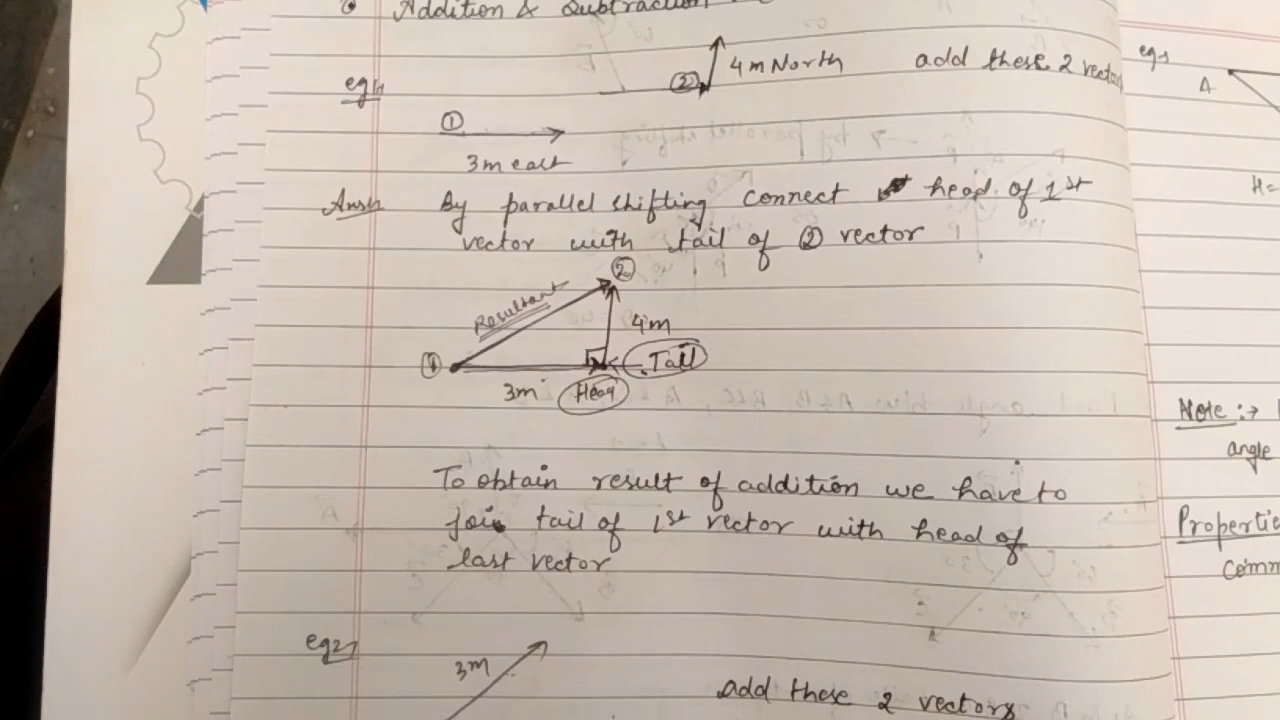 Addition & Subtraction
eg1→
② 4m North
add these 2 vectors
①
3m east
Ans→ By parallel shifting connect head of 1st
vector with tail of ② vector
Resultant
②
4m
①
3m
Head
Tail
To obtain result of addition we have to
join tail of 1st vector with head of
last vector
eg2→
3m
add these 2 vectors
eg→
A
H=
Note :→
angle